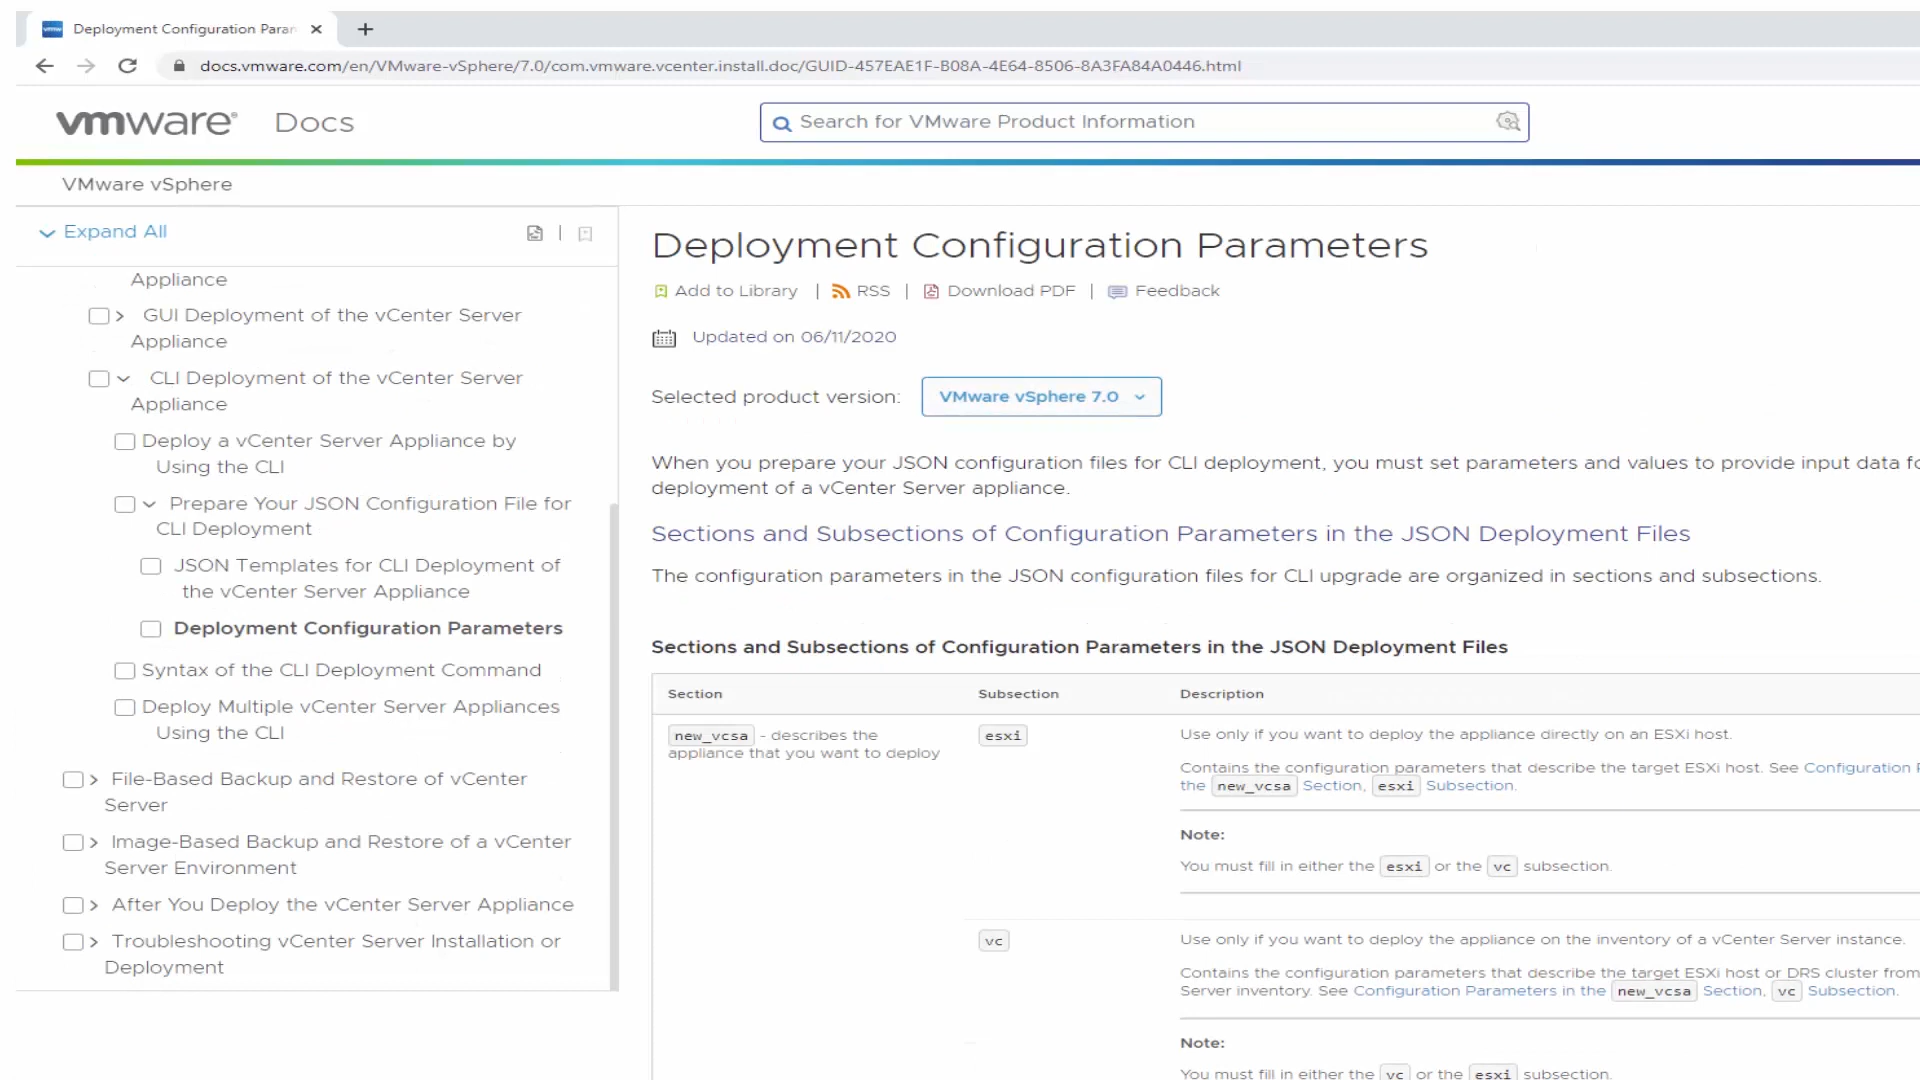 Deployment Configuration Param
docs.vmware.com/en/VMware-vSphere/7.0/com.vmware.vcenter.install.doc/GUID-457EAE1F-B08A-4E64-8506-8A3FA84A0446.html
vmware® Docs
Search for VMware Product Information
VMware vSphere
Expand All
Appliance
GUI Deployment of the vCenter Server
Appliance
CLI Deployment of the vCenter Server
Appliance
Deploy a vCenter Server Appliance by
Using the CLI
Prepare Your JSON Configuration File for
CLI Deployment
JSON Templates for CLI Deployment of
the vCenter Server Appliance
Deployment Configuration Parameters
Syntax of the CLI Deployment Command
Deploy Multiple vCenter Server Appliances
Using the CLI
File-Based Backup and Restore of vCenter
Server
Image-Based Backup and Restore of a vCenter
Server Environment
After You Deploy the vCenter Server Appliance
Troubleshooting vCenter Server Installation or
Deployment
Deployment Configuration Parameters
Add to Library | RSS | Download PDF | Feedback
Updated on 06/11/2020
Selected product version: VMware vSphere 7.0
When you prepare your JSON configuration files for CLI deployment, you must set parameters and values to provide input data fo
deployment of a vCenter Server appliance.
Sections and Subsections of Configuration Parameters in the JSON Deployment Files
The configuration parameters in the JSON configuration files for CLI upgrade are organized in sections and subsections.
Sections and Subsections of Configuration Parameters in the JSON Deployment Files
Section Subsection Description
new_vcsa - describes the
appliance that you want to deploy
esxi
Use only if you want to deploy the appliance directly on an ESXi host.
Contains the configuration parameters that describe the target ESXi host. See Configuration P
the new_vcsa Section, esxi Subsection.
Note:
You must fill in either the esxi or the vc subsection.
vc
Use only if you want to deploy the appliance on the inventory of a vCenter Server instance.
Contains the configuration parameters that describe the target ESXi host or DRS cluster from
Server inventory. See Configuration Parameters in the new_vcsa Section, vc Subsection.
Note:
You must fill in either the vc or the esxi subsection.